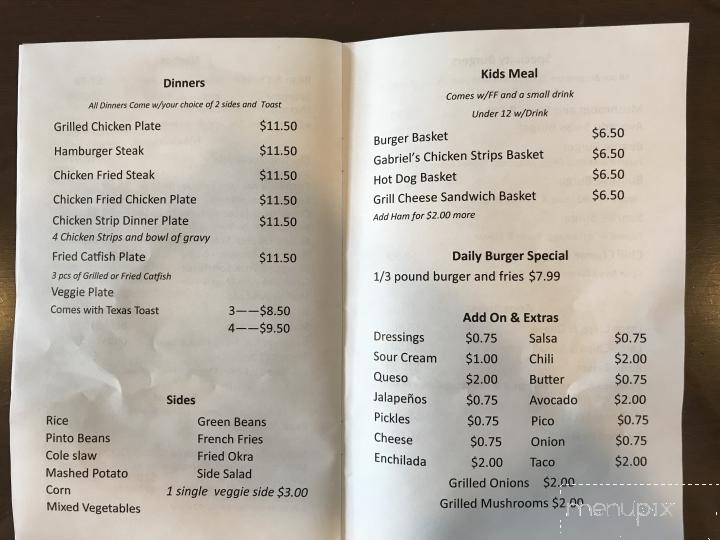 Dinners
All Dinners Come w/your choice of 2 sides and Toast
Grilled Chicken Plate $11.50
Hamburger Steak $11.50
Chicken Fried Steak $11.50
Chicken Fried Chicken Plate $11.50
Chicken Strip Dinner Plate $11.50
4 Chicken Strips and bowl of gravy
Fried Catfish Plate $11.50
3 pcs of Grilled or Fried Catfish
Veggie Plate
Comes with Texas Toast 3——$8.50
4——$9.50
Sides
Rice Green Beans
Pinto Beans French Fries
Cole slaw Fried Okra
Mashed Potato Side Salad
Corn 1 single veggie side $3.00
Mixed Vegetables
Kids Meal
Comes w/FF and a small drink
Under 12 w/Drink
Burger Basket $6.50
Gabriel's Chicken Strips Basket $6.50
Hot Dog Basket $6.50
Grill Cheese Sandwich Basket $6.50
Add Ham for $2.00 more
Daily Burger Special
1/3 pound burger and fries $7.99
Add On & Extras
Dressings $0.75 Salsa $0.75
Sour Cream $1.00 Chili $2.00
Queso $2.00 Butter $0.75
Jalapeños $0.75 Avocado $2.00
Pickles $0.75 Pico $0.75
Cheese $0.75 Onion $0.75
Enchilada $2.00 Taco $2.00
Grilled Onions $2.00
Grilled Mushrooms $2.00
menupix